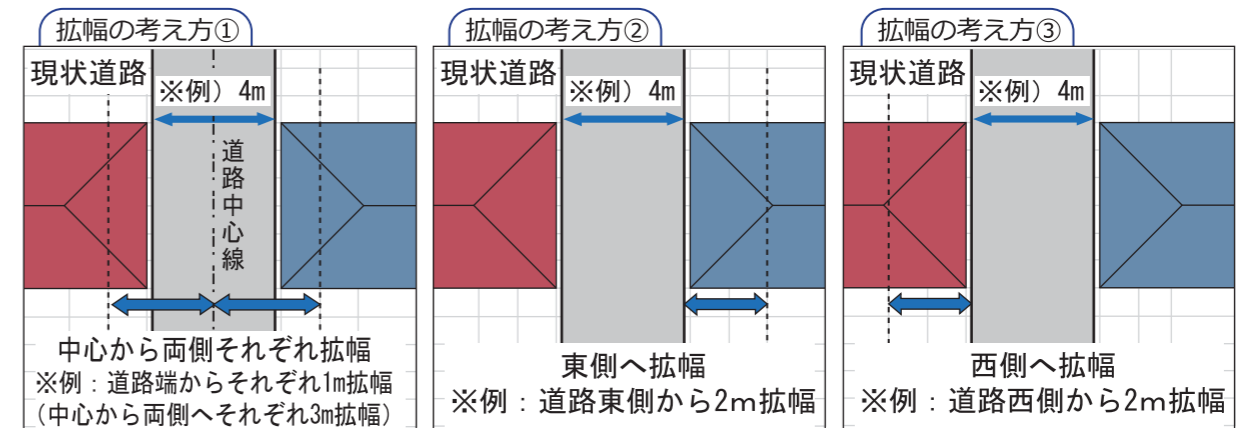 拡幅の考え方①
現状道路
※例）4m
道路中心線
中心から両側それぞれ拡幅
※例：道路端からそれぞれ1m拡幅
（中心から両側へそれぞれ3m拡幅）
拡幅の考え方②
現状道路
※例）4m
東側へ拡幅
※例：道路東側から2m拡幅
拡幅の考え方③
現状道路
※例）4m
西側へ拡幅
※例：道路西側から2m拡幅